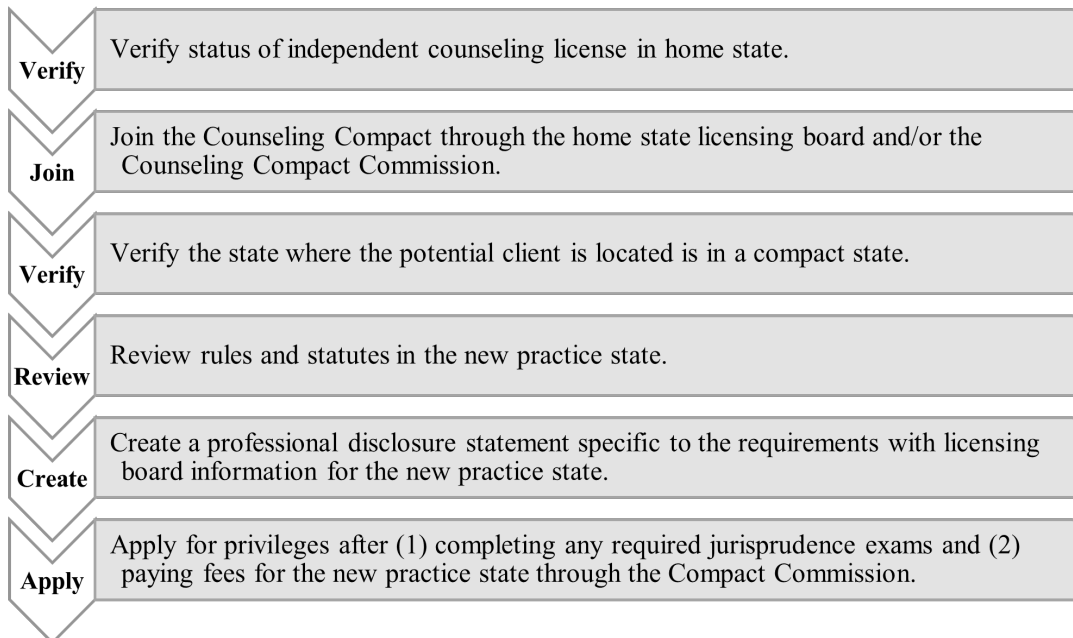 Verify
Verify status of independent counseling license in home state.
Join
Join the Counseling Compact through the home state licensing board and/or the
Counseling Compact Commission.
Verify
Verify the state where the potential client is located is in a compact state.
Review
Review rules and statutes in the new practice state.
Create
Create a professional disclosure statement specific to the requirements with licensing
board information for the new practice state.
Apply
Apply for privileges after (1) completing any required jurisprudence exams and (2)
paying fees for the new practice state through the Compact Commission.